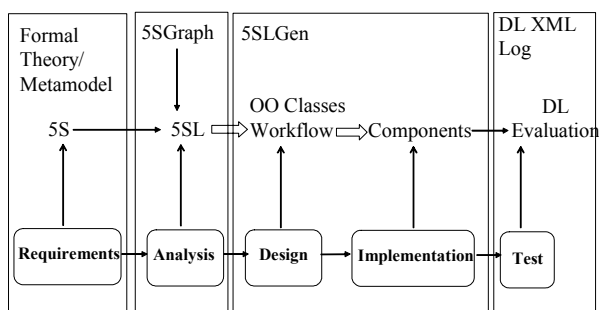 Formal
Theory/
Metamodel
5SGraph
5SLGen
DL XML
Log
5S
5SL
OO Classes
Workflow
Components
DL
Evaluation
Requirements
Analysis
Design
Implementation
Test